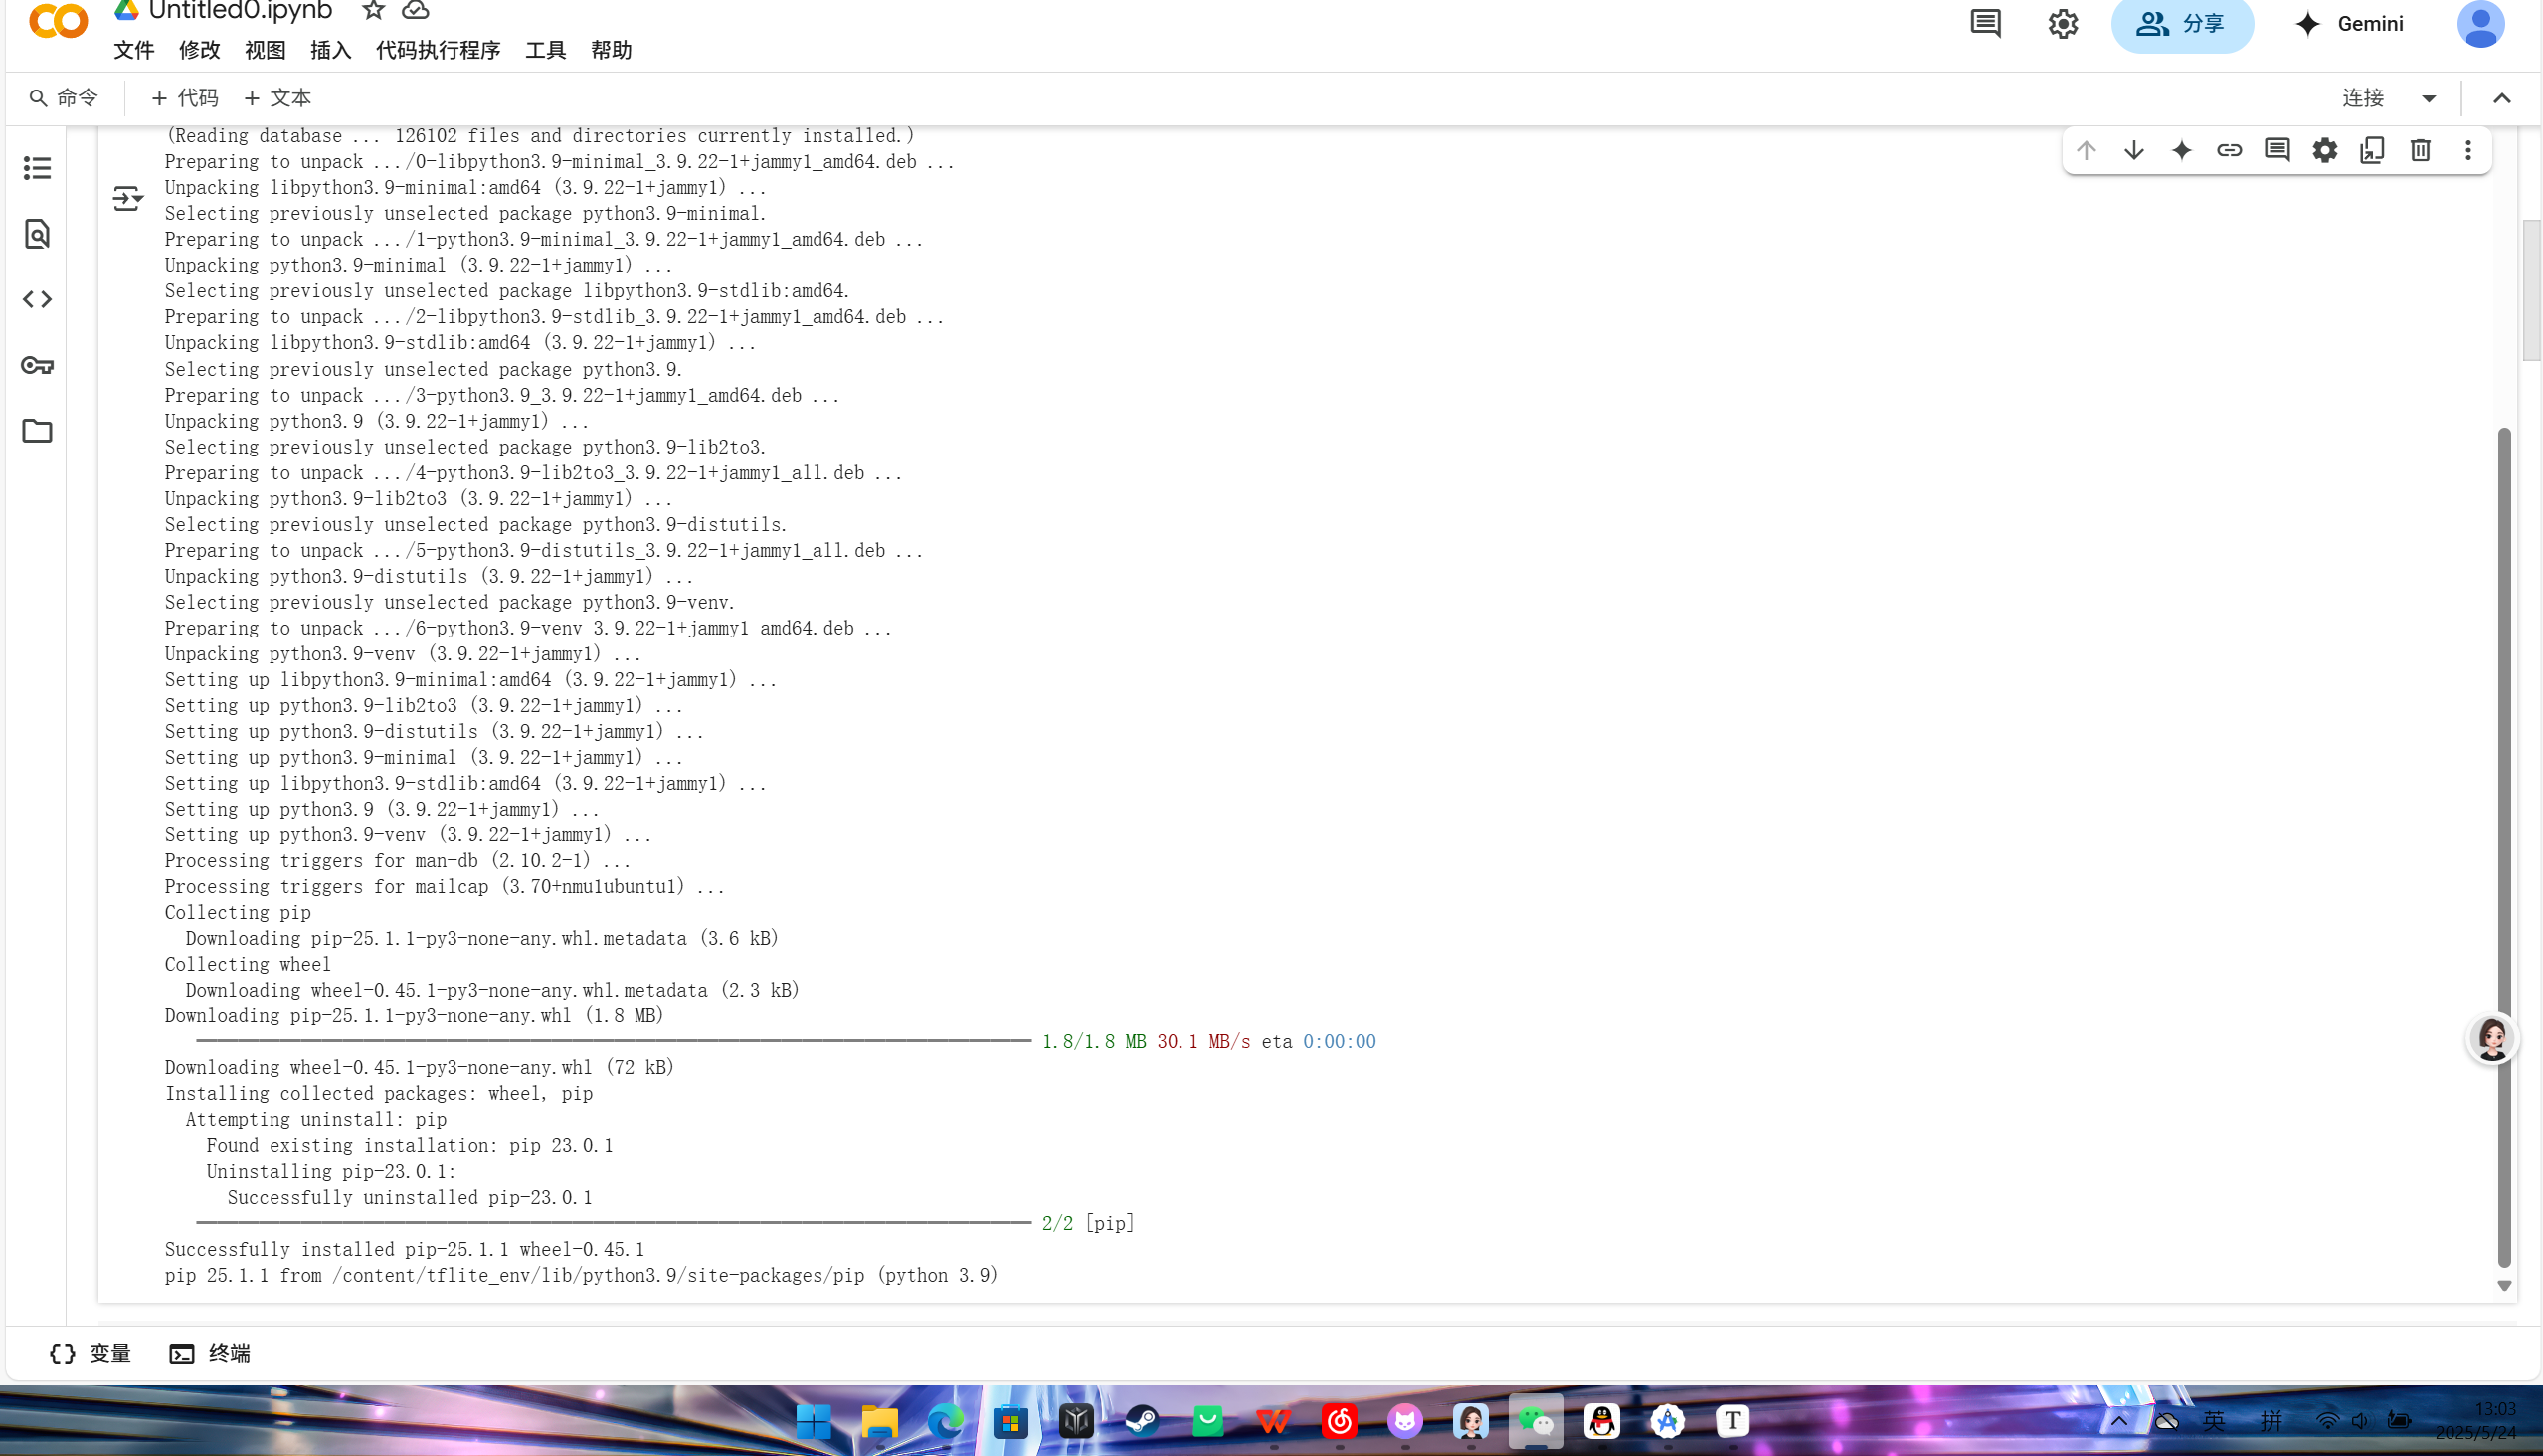 Untitled0.ipynb
文件 修改 视图 插入 代码执行程序 工具 帮助
分享
Gemini
命令 + 代码 + 文本
连接
(Reading database ... 126102 files and directories currently installed.)
Preparing to unpack .../0-libpython3.9-minimal_3.9.22-1+jammy1_amd64.deb ...
Unpacking libpython3.9-minimal:amd64 (3.9.22-1+jammy1) ...
Selecting previously unselected package python3.9-minimal.
Preparing to unpack .../1-python3.9-minimal_3.9.22-1+jammy1_amd64.deb ...
Unpacking python3.9-minimal (3.9.22-1+jammy1) ...
Selecting previously unselected package libpython3.9-stdlib:amd64.
Preparing to unpack .../2-libpython3.9-stdlib_3.9.22-1+jammy1_amd64.deb ...
Unpacking libpython3.9-stdlib:amd64 (3.9.22-1+jammy1) ...
Selecting previously unselected package python3.9.
Preparing to unpack .../3-python3.9_3.9.22-1+jammy1_amd64.deb ...
Unpacking python3.9 (3.9.22-1+jammy1) ...
Selecting previously unselected package python3.9-lib2to3.
Preparing to unpack .../4-python3.9-lib2to3_3.9.22-1+jammy1_all.deb ...
Unpacking python3.9-lib2to3 (3.9.22-1+jammy1) ...
Selecting previously unselected package python3.9-distutils.
Preparing to unpack .../5-python3.9-distutils_3.9.22-1+jammy1_all.deb ...
Unpacking python3.9-distutils (3.9.22-1+jammy1) ...
Selecting previously unselected package python3.9-venv.
Preparing to unpack .../6-python3.9-venv_3.9.22-1+jammy1_amd64.deb ...
Unpacking python3.9-venv (3.9.22-1+jammy1) ...
Setting up libpython3.9-minimal:amd64 (3.9.22-1+jammy1) ...
Setting up python3.9-lib2to3 (3.9.22-1+jammy1) ...
Setting up python3.9-distutils (3.9.22-1+jammy1) ...
Setting up python3.9-minimal (3.9.22-1+jammy1) ...
Setting up libpython3.9-stdlib:amd64 (3.9.22-1+jammy1) ...
Setting up python3.9 (3.9.22-1+jammy1) ...
Setting up python3.9-venv (3.9.22-1+jammy1) ...
Processing triggers for man-db (2.10.2-1) ...
Processing triggers for mailcap (3.70+nmu1ubuntu1) ...
Collecting pip
Downloading pip-25.1.1-py3-none-any.whl.metadata (3.6 kB)
Collecting wheel
Downloading wheel-0.45.1-py3-none-any.whl.metadata (2.3 kB)
Downloading pip-25.1.1-py3-none-any.whl (1.8 MB)
1.8/1.8 MB 30.1 MB/s eta 0:00:00
Downloading wheel-0.45.1-py3-none-any.whl (72 kB)
Installing collected packages: wheel, pip
Attempting uninstall: pip
Found existing installation: pip 23.0.1
Uninstalling pip-23.0.1:
Successfully uninstalled pip-23.0.1
2/2 [pip]
Successfully installed pip-25.1.1 wheel-0.45.1
pip 25.1.1 from /content/tflite_env/lib/python3.9/site-packages/pip (python 3.9)
变量 终端
英 拼
13:03
2025/5/24